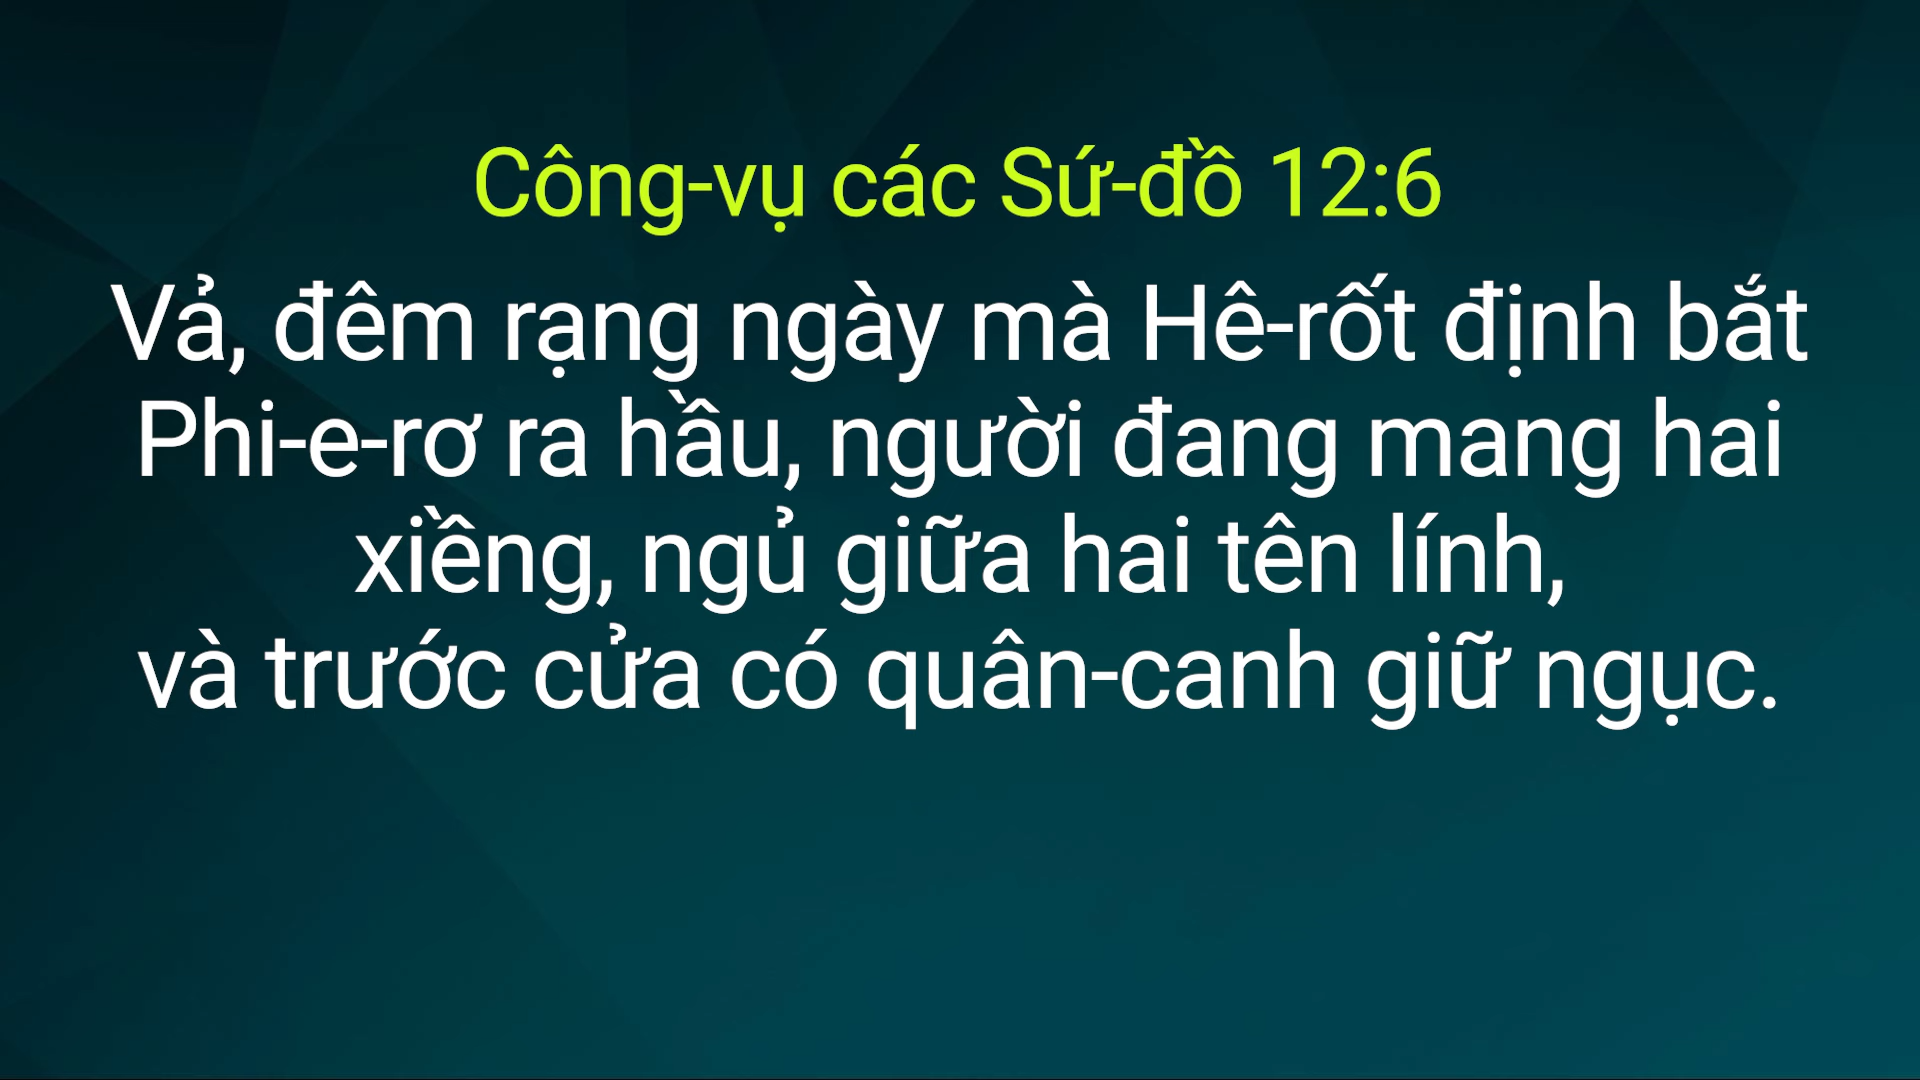 Công-vụ các Sứ-đồ 12:6
Vả, đêm rạng ngày mà Hê-rốt định bắt
Phi-e-rơ ra hầu, người đang mang hai
xiềng, ngủ giữa hai tên lính,
và trước cửa có quân-canh giữ ngục.